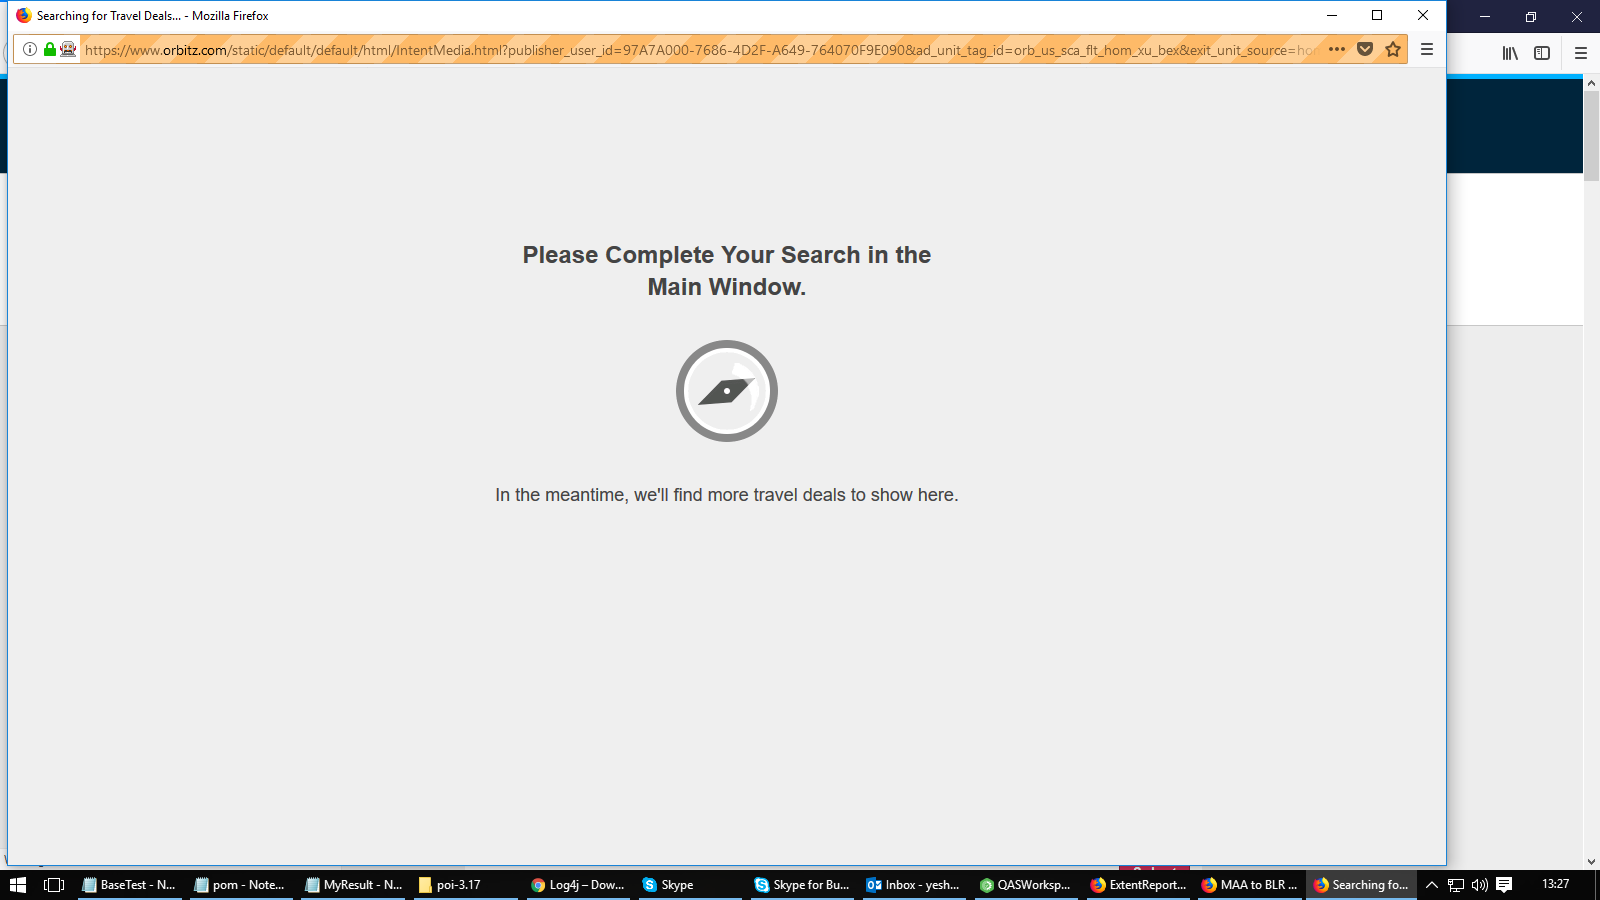 Searching for Travel Deals... - Mozilla Firefox
https://www.orbitz.com/static/default/default/html/IntentMedia.html?publisher_user_id=97A7A000-7686-4D2F-A649-764070F9E090&ad_unit_tag_id=orb_us_sca_flt_hom_xu_bex&exit_unit_source=hom
Please Complete Your Search in the
Main Window.
In the meantime, we'll find more travel deals to show here.
BaseTest - N...
pom - Note...
MyResult - N...
poi-3.17
Log4j – Dow...
Skype
Skype for Bu...
Inbox - yesh...
QASWorksp...
ExtentReport...
MAA to BLR ...
Searching fo...
13:27